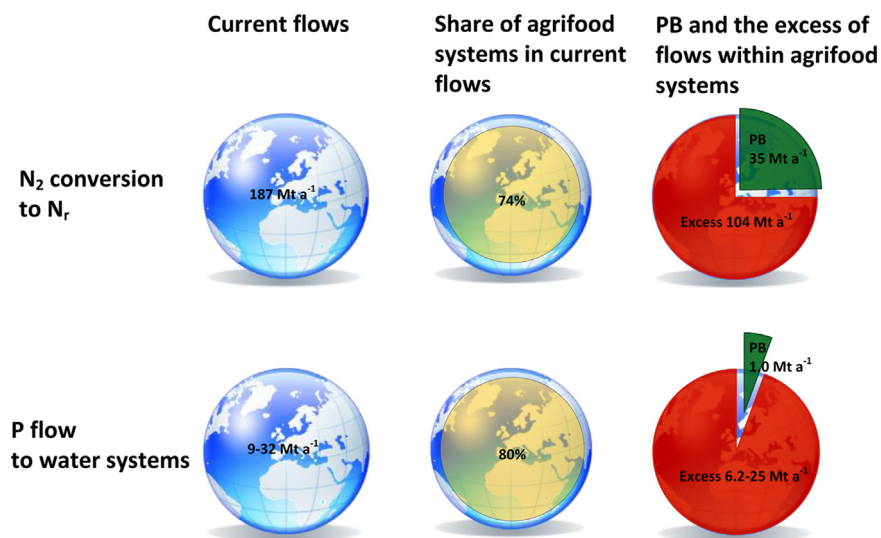 Current flows
Share of agrifood
systems in current
flows
PB and the excess of
flows within agrifood
systems
N₂ conversion
to Nᵣ
187 Mt a⁻¹
74%
PB
35 Mt a⁻¹
Excess 104 Mt a⁻¹
P flow
to water systems
9-32 Mt a⁻¹
80%
PB
1.0 Mt a⁻¹
Excess 6.2-25 Mt a⁻¹